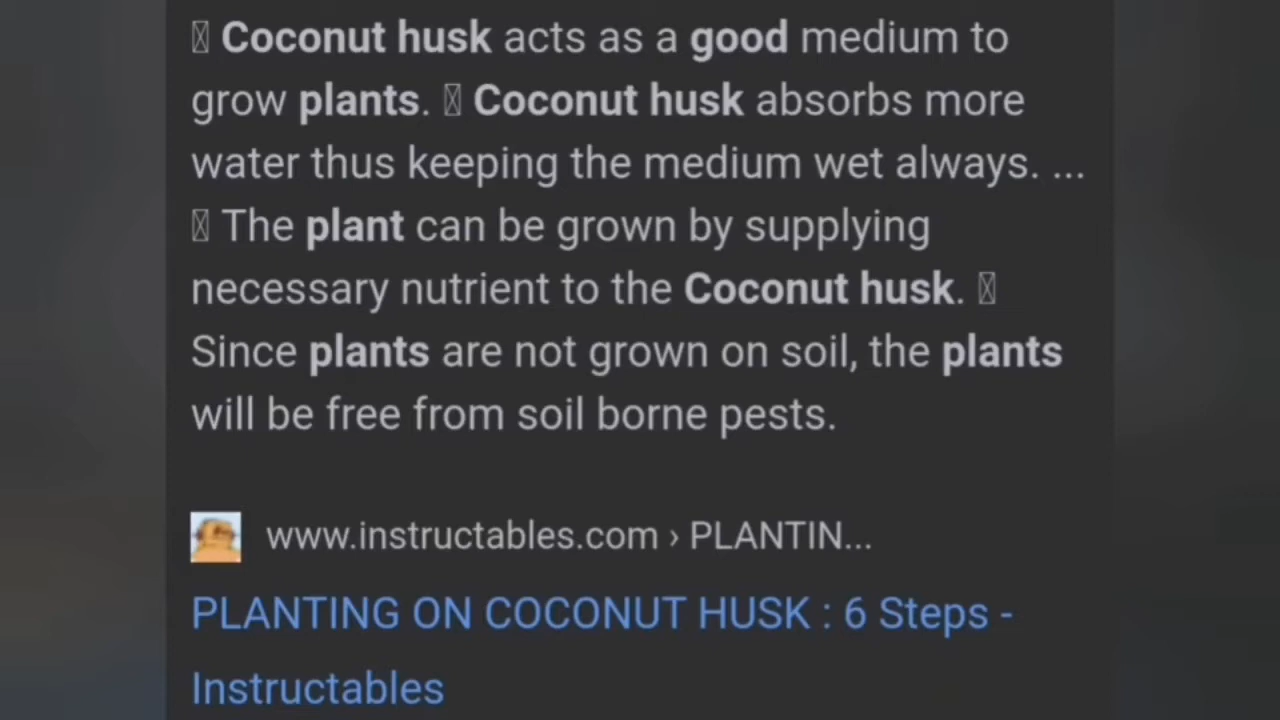 Coconut husk acts as a good medium to
grow plants. Coconut husk absorbs more
water thus keeping the medium wet always. ...
The plant can be grown by supplying
necessary nutrient to the Coconut husk.
Since plants are not grown on soil, the plants
will be free from soil borne pests.
www.instructables.com › PLANTIN...
PLANTING ON COCONUT HUSK : 6 Steps -
Instructables